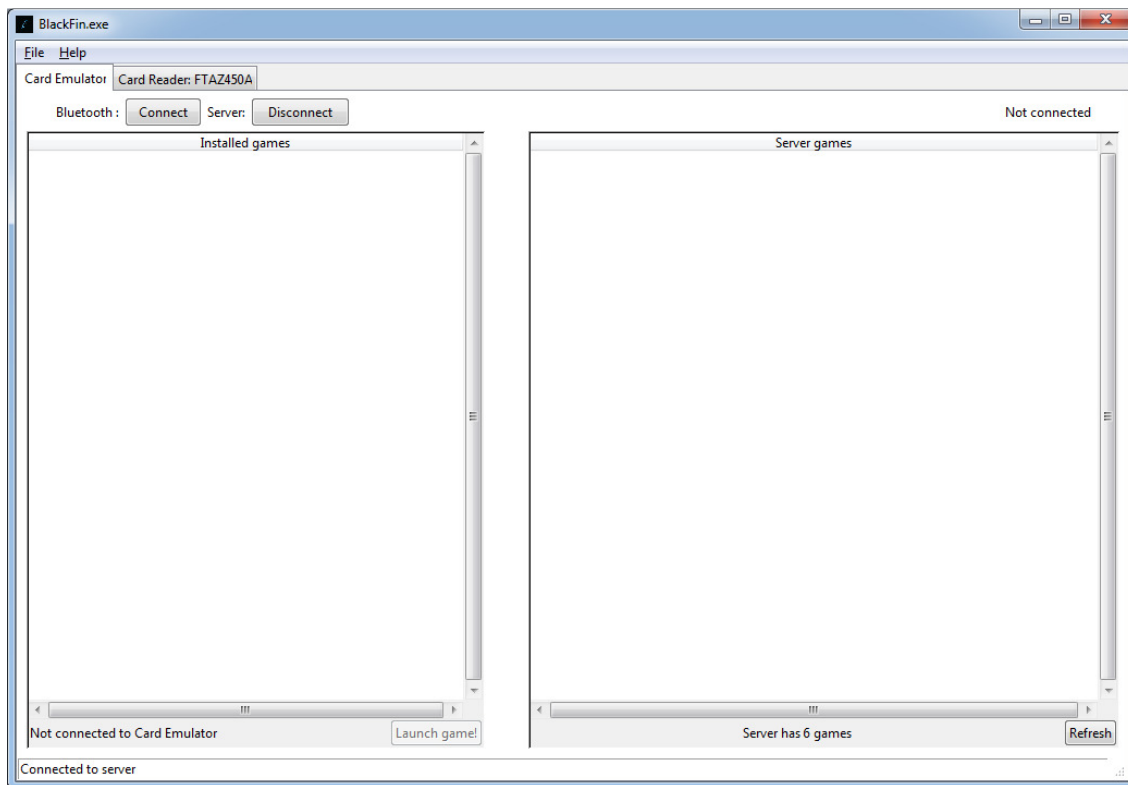 BlackFin.exe
File Help
Card Emulator Card Reader: FTAZ450A
Bluetooth : Connect Server: Disconnect Not connected
Installed games Server games
Not connected to Card Emulator Launch game! Server has 6 games Refresh
Connected to server